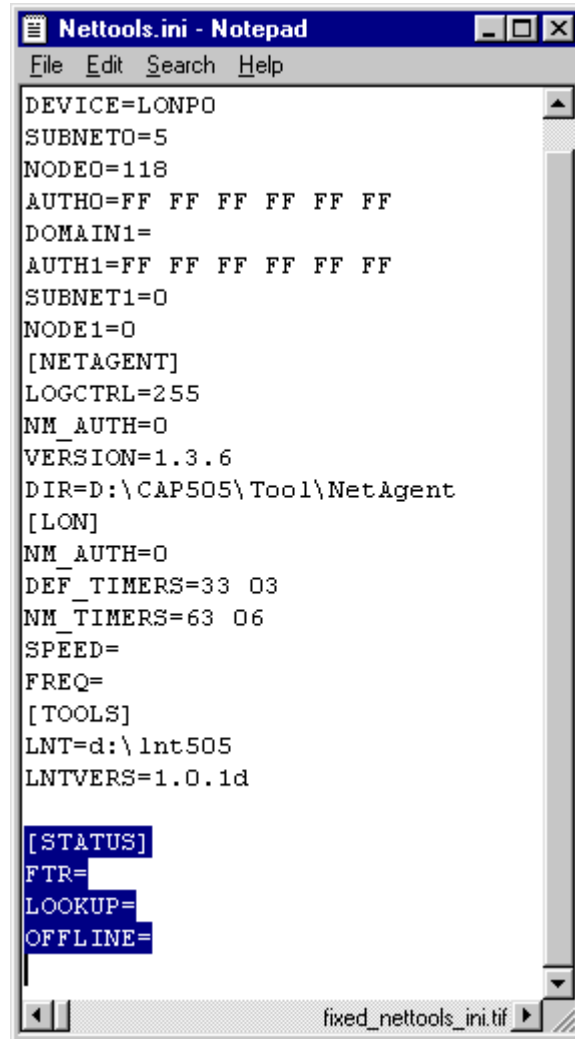 Nettools.ini - Notepad
File Edit Search Help
DEVICE=LONP0
SUBNET0=5
NODE0=118
AUTH0=FF FF FF FF FF FF
DOMAIN1=
AUTH1=FF FF FF FF FF FF
SUBNET1=0
NODE1=0
[NETAGENT]
LOGCTRL=255
NM_AUTH=0
VERSION=1.3.6
DIR=D:\CAP505\Tool\NetAgent
[LON]
NM_AUTH=0
DEF_TIMERS=33 03
NM_TIMERS=63 06
SPEED=
FREQ=
[TOOLS]
LNT=d:\lnt505
LNTVERS=1.0.1d
[STATUS]
FTR=
LOOKUP=
OFFLINE=
fixed_nettools_ini.tif